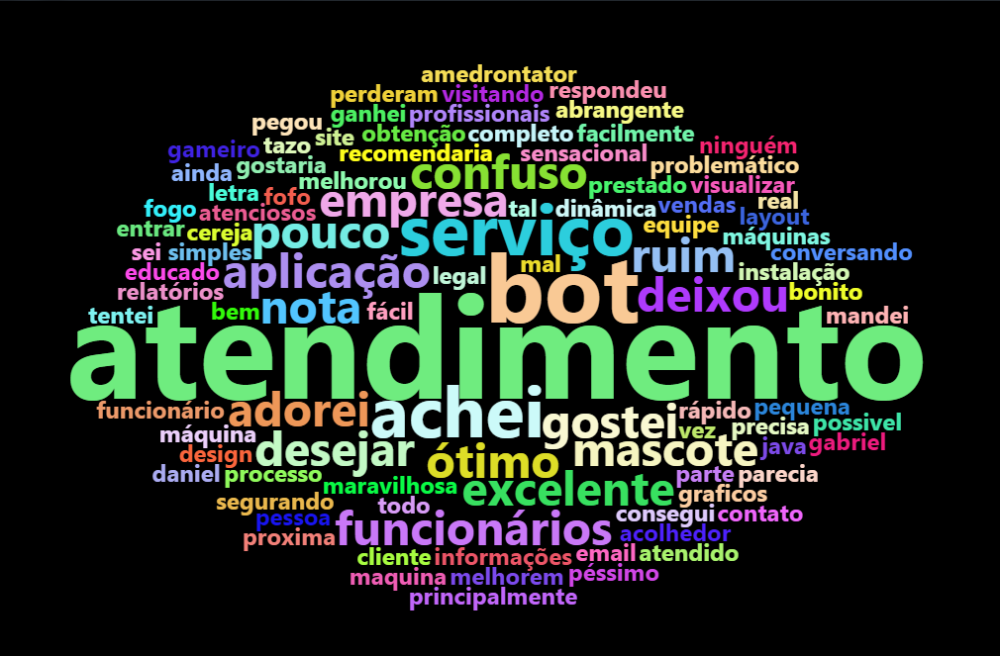 amedrontator
perderam visitando respondeu
ganhei profissionais abrangente
pegou site obtenção completo facilmente
gameiro tazo recomendaria sensacional ninguém
ainda gostaria melhorou confuso problemático
letra fofo empresa prestado visualizar
fogo atenciosos tal dinâmica vendas real
entrar cereja pouco serviço equipe layout
sei simples mal ruim máquinas conversando
educado aplicação legal bot instalação
relatórios nota deixou bonito
tentei bem fácil mandei
atendimento
funcionário adorei achei gostei rápido pequena
máquina vez precisa possivel
design desejar ótimo mascote java gabriel
daniel processo maravilhosa excelente parte parecia
segurando todo graficos
pessoa funcionários consegui contato
proxima acolhedor
cliente informações email atendido
maquina melhorem péssimo
principalmente